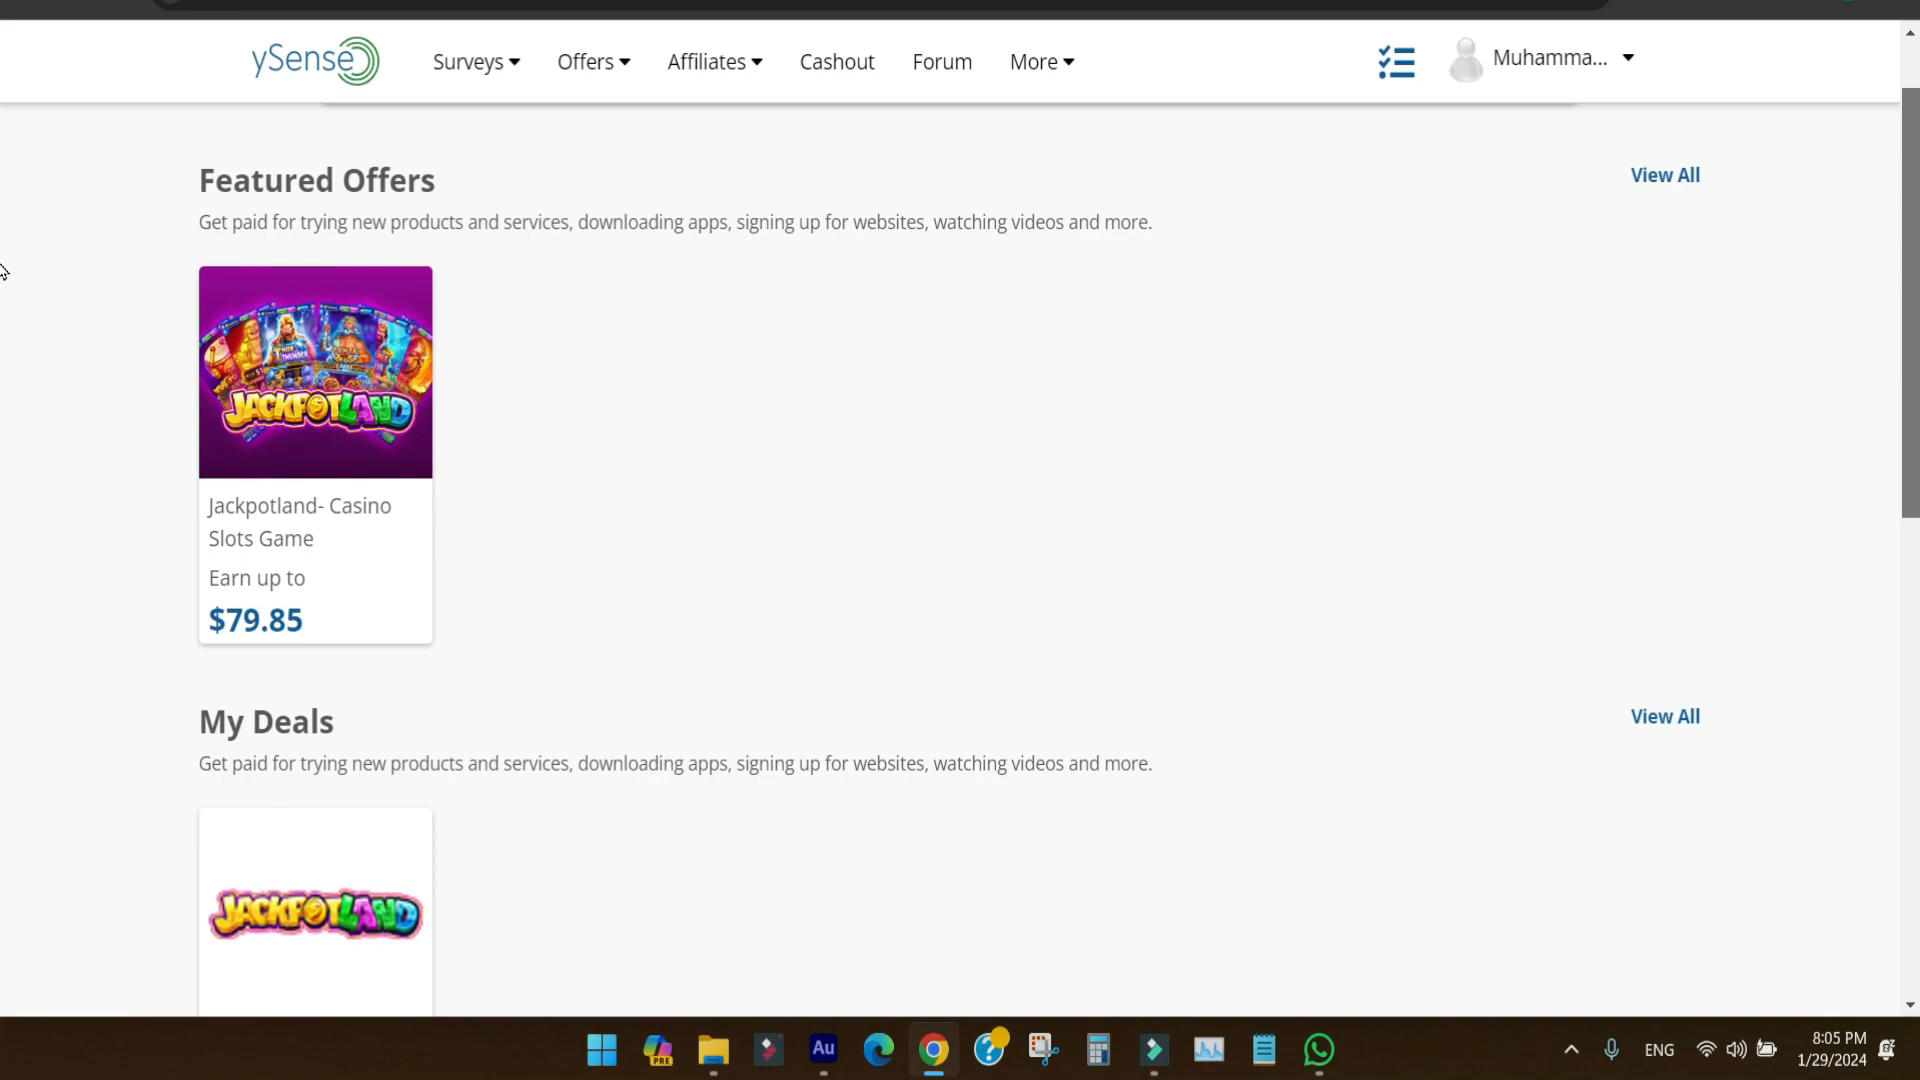 ySense
Surveys
Offers
Affiliates
Cashout
Forum
More
Muhamma...
Featured Offers
View All
Get paid for trying new products and services, downloading apps, signing up for websites, watching videos and more.
JACKPOTLAND
Jackpotland- Casino
Slots Game
Earn up to
$79.85
My Deals
View All
Get paid for trying new products and services, downloading apps, signing up for websites, watching videos and more.
JACKPOTLAND
PRE
Au
ENG
8:05 PM
1/29/2024